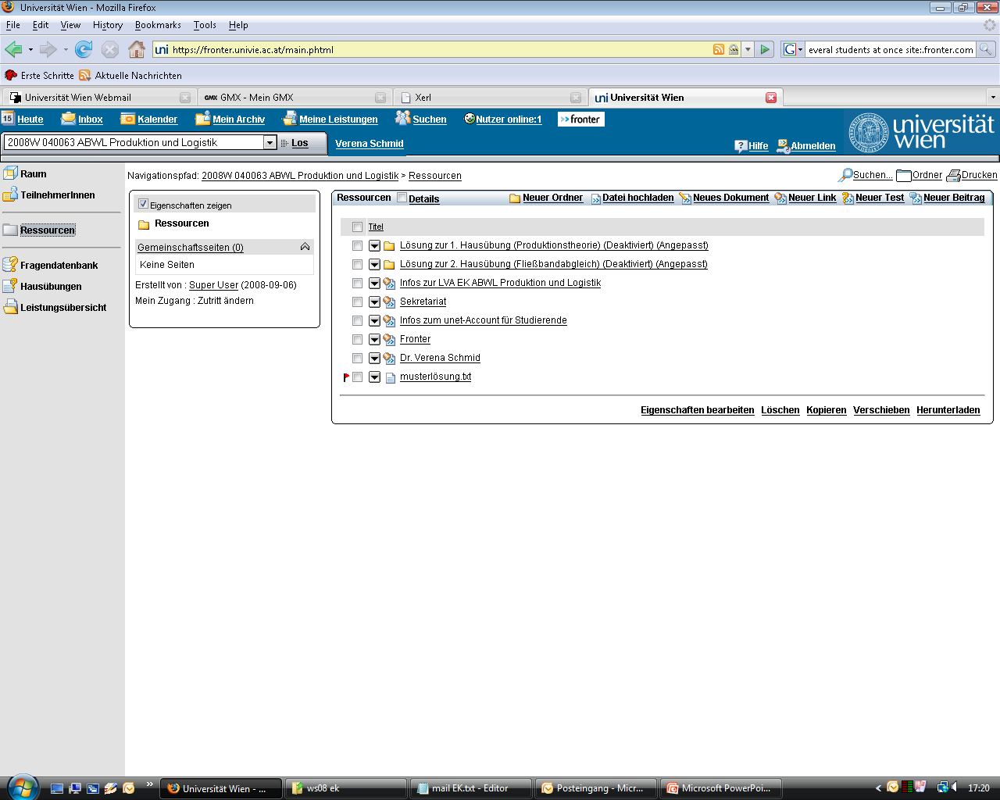 Universität Wien - Mozilla Firefox
File Edit View History Bookmarks Tools Help
uni https://fronter.univie.ac.at/main.phtml G everal students at once site:.fronter.com
Erste Schritte Aktuelle Nachrichten
Universität Wien Webmail GMX GMX - Mein GMX Xerl uni Universität Wien
15 Heute Inbox Kalender Mein Archiv Meine Leistungen Suchen Nutzer online:1 >> fronter
universität wien
2008W 040063 ABWL Produktion und Logistik Los Verena Schmid Hilfe Abmelden
Raum
TeilnehmerInnen
Ressourcen
Fragendatenbank
Hausübungen
Leistungsübersicht
Navigationspfad: 2008W 040063 ABWL Produktion und Logistik > Ressourcen Suchen... Ordner Drucken
Eigenschaften zeigen
Ressourcen
Gemeinschaftsseiten (0)
Keine Seiten
Erstellt von : Super User (2008-09-06)
Mein Zugang : Zutritt ändern
Ressourcen Details Neuer Ordner Datei hochladen Neues Dokument Neuer Link Neuer Test Neuer Beitrag
Titel
Lösung zur 1. Hausübung (Produktionstheorie) (Deaktiviert) (Angepasst)
Lösung zur 2. Hausübung (Fließbandabgleich) (Deaktiviert) (Angepasst)
Infos zur LVA EK ABWL Produktion und Logistik
Sekretariat
Infos zum unet-Account für Studierende
Fronter
Dr. Verena Schmid
musterlösung.txt
Eigenschaften bearbeiten Löschen Kopieren Verschieben Herunterladen
Universität Wien - ... ws08 ek mail EK.txt - Editor Posteingang - Micr... Microsoft PowerPoi... 17:20